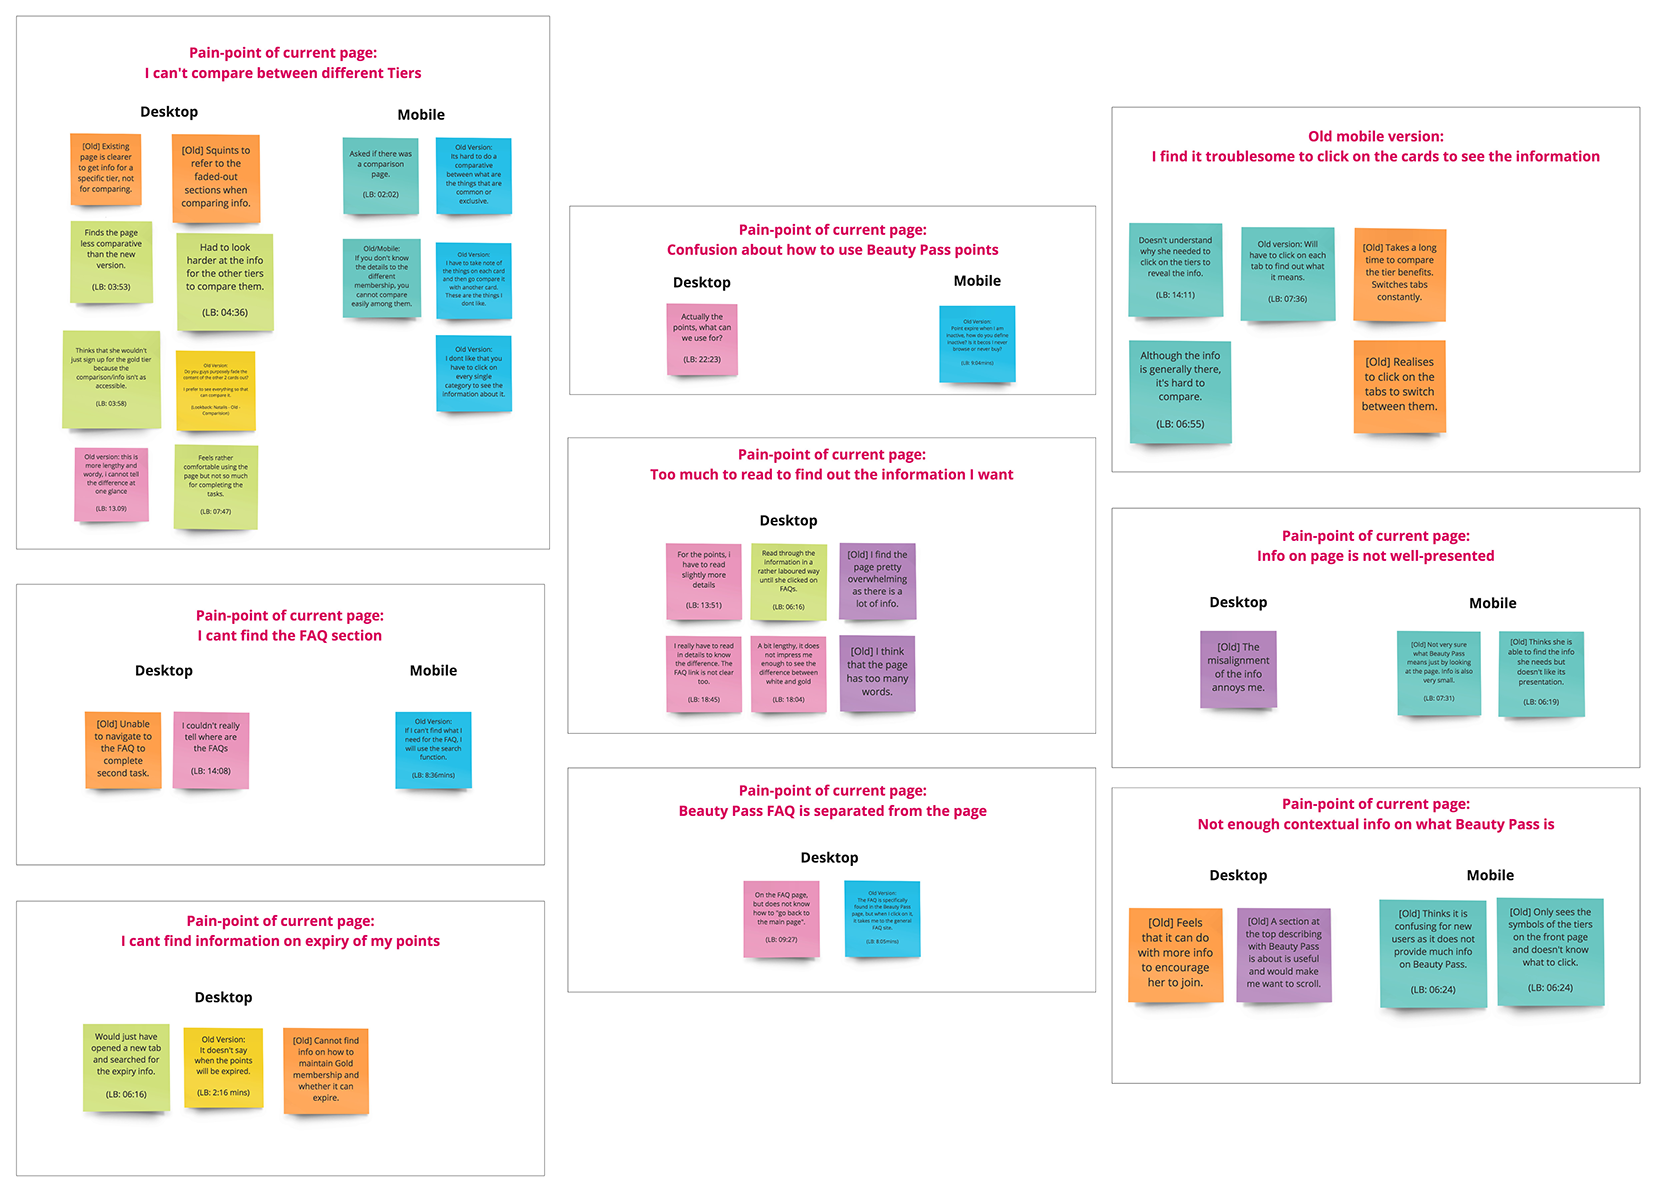 Pain-point of current page:
I can't compare between different Tiers
Desktop
Mobile
[Old] Existing
page is clearer
to get info for a
specific tier, not
for comparing.
[Old] Squints to
refer to the
faded-out
sections when
comparing info.
Finds the page
less comparative
than the new
version.
(LB: 03:53)
Had to look
harder at the info
for the other tiers
to compare them.
(LB: 04:36)
Thinks that she wouldn't
just sign up for the gold tier
because the
comparison/info isn't as
accessible.
(LB: 03:58)
Old Version:
Do you guys purposely fade the
content of the other 2 cards out?
I prefer to see everything so that
can compare it.
(Lookback: Natalis - Old -
Comparision)
Old version: this is
more lengthy and
wordy, i cannot tell
the difference at
one glance
(LB: 13.09)
Feels rather
comfortable using the
page but not so much
for completing the
tasks.
(LB: 07:47)
Asked if there was
a comparison
page.
(LB: 02:02)
Old Version:
Its hard to do a
comparative
between what are
the things that are
common or
exclusive.
Old/Mobile:
If you don't know
the details to the
different
membership, you
cannot compare
easily among them.
Old Version:
I have to take note of
the things on each card
and then go compare it
with another card.
These are the things I
dont like.
Old Version:
I dont like that you
have to click on
every single
category to see the
information about it.
Pain-point of current page:
I cant find the FAQ section
Desktop
Mobile
[Old] Unable
to navigate to
the FAQ to
complete
second task.
I couldn't really
tell where are
the FAQs
(LB: 14:08)
Old Version:
If I can't find what I
need for the FAQ, I
will use the search
function.
(LB: 8:36mins)
Pain-point of current page:
I cant find information on expiry of my points
Desktop
Would just have
opened a new tab
and searched for
the expiry info.
(LB: 06:16)
Old Version:
It doesn't say
when the points
will be expired.
(LB: 2:16 mins)
[Old] Cannot find
info on how to
maintain Gold
membership and
whether it can
expire.
Pain-point of current page:
Confusion about how to use Beauty Pass points
Desktop
Mobile
Actually the
points, what can
we use for?
(LB: 22:23)
Old Version:
Point expire when I am
inactive, how do you define
inactive? Is it becos I never
browse or never buy?
(LB: 9:04mins)
Pain-point of current page:
Too much to read to find out the information I want
Desktop
For the points, i
have to read
slightly more
details
(LB: 13:51)
Read through the
information in a
rather laboured way
until she clicked on
FAQs.
(LB: 06:16)
[Old] I find the
page pretty
overwhelming
as there is a
lot of info.
I really have to read
in details to know
the difference. The
FAQ link is not clear
too.
(LB: 18:45)
A bit lengthy, it does
not impress me
enough to see the
difference between
white and gold
(LB: 18:04)
[Old] I think
that the page
has too many
words.
Pain-point of current page:
Beauty Pass FAQ is separated from the page
Desktop
On the FAQ page,
but does not know
how to "go back to
the main page".
(LB: 09:27)
Old Version:
The FAQ is specifically
found in the Beauty Pass
page, but when I click on it,
it takes me to the general
FAQ site.
(LB: 8:05mins)
Old mobile version:
I find it troublesome to click on the cards to see the information
Doesn't understand
why she needed to
click on the tiers to
reveal the info.
(LB: 14:11)
Old version: Will
have to click on each
tab to find out what
it means.
(LB: 07:36)
[Old] Takes a long
time to compare
the tier benefits.
Switches tabs
constantly.
Although the info
is generally there,
it's hard to
compare.
(LB: 06:55)
[Old] Realises
to click on the
tabs to switch
between them.
Pain-point of current page:
Info on page is not well-presented
Desktop
Mobile
[Old] The
misalignment
of the info
annoys me.
[Old] Not very sure
what Beauty Pass
means just by looking
at the page. Info is also
very small.
(LB: 07:31)
[Old] Thinks she is
able to find the info
she needs but
doesn't like its
presentation.
(LB: 06:19)
Pain-point of current page:
Not enough contextual info on what Beauty Pass is
Desktop
Mobile
[Old] Feels
that it can do
with more info
to encourage
her to join.
[Old] A section at
the top describing
with Beauty Pass
is about is useful
and would make
me want to scroll.
[Old] Thinks it is
confusing for new
users as it does not
provide much info
on Beauty Pass.
(LB: 06:24)
[Old] Only sees the
symbols of the tiers
on the front page
and doesn't know
what to click.
(LB: 06:24)